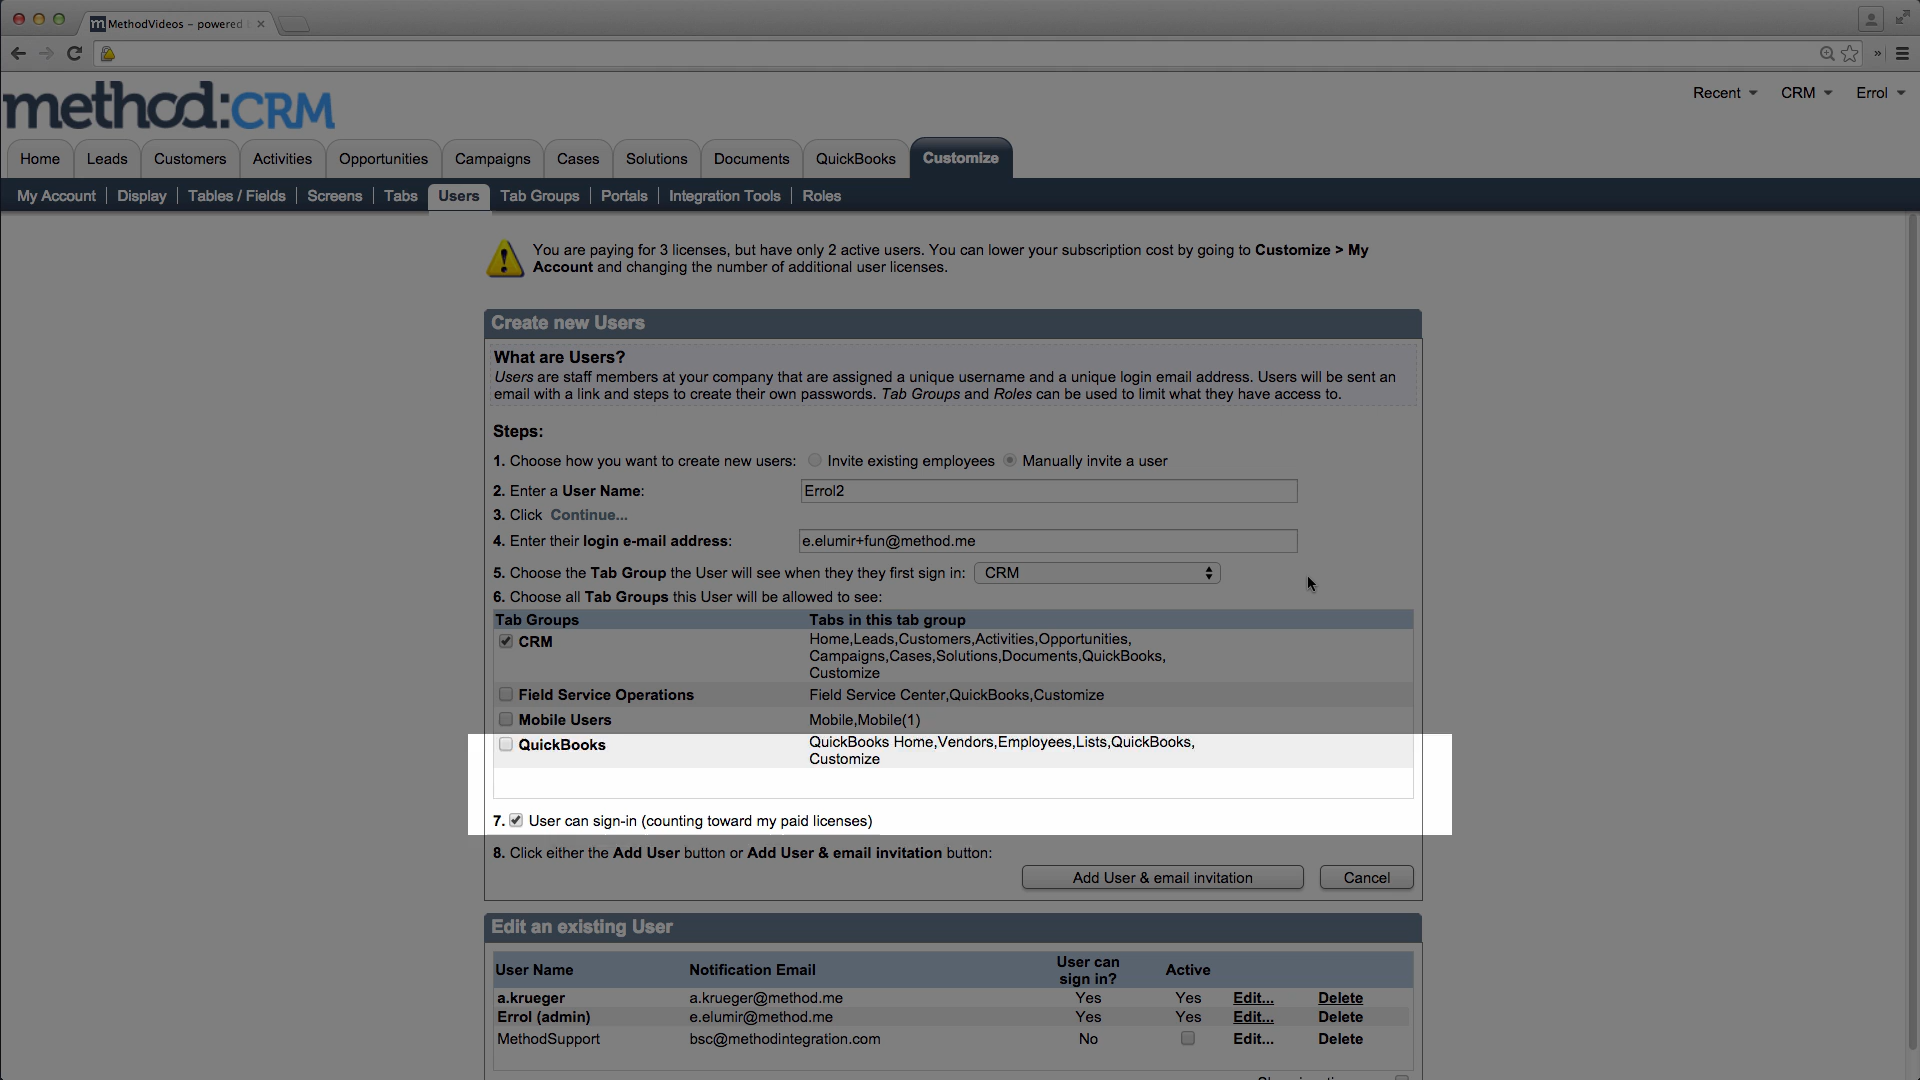 MethodVideos – powered
method:CRM
Recent CRM Errol
Home Leads Customers Activities Opportunities Campaigns Cases Solutions Documents QuickBooks Customize
My Account Display Tables / Fields Screens Tabs Users Tab Groups Portals Integration Tools Roles
You are paying for 3 licenses, but have only 2 active users. You can lower your subscription cost by going to Customize > My
Account and changing the number of additional user licenses.
Create new Users
What are Users?
Users are staff members at your company that are assigned a unique username and a unique login email address. Users will be sent an
email with a link and steps to create their own passwords. Tab Groups and Roles can be used to limit what they have access to.
Steps:
1. Choose how you want to create new users: Invite existing employees Manually invite a user
2. Enter a User Name: Errol2
3. Click Continue...
4. Enter their login e-mail address: e.elumir+fun@method.me
5. Choose the Tab Group the User will see when they they first sign in: CRM
6. Choose all Tab Groups this User will be allowed to see:
Tab Groups Tabs in this tab group
CRM Home,Leads,Customers,Activities,Opportunities,
Campaigns,Cases,Solutions,Documents,QuickBooks,
Customize
Field Service Operations Field Service Center,QuickBooks,Customize
Mobile Users Mobile,Mobile(1)
QuickBooks QuickBooks Home,Vendors,Employees,Lists,QuickBooks,
Customize
7. User can sign-in (counting toward my paid licenses)
8. Click either the Add User button or Add User & email invitation button:
Add User & email invitation Cancel
Edit an existing User
User Name Notification Email User can sign in? Active
a.krueger a.krueger@method.me Yes Yes Edit... Delete
Errol (admin) e.elumir@method.me Yes Yes Edit... Delete
MethodSupport bsc@methodintegration.com No Edit... Delete